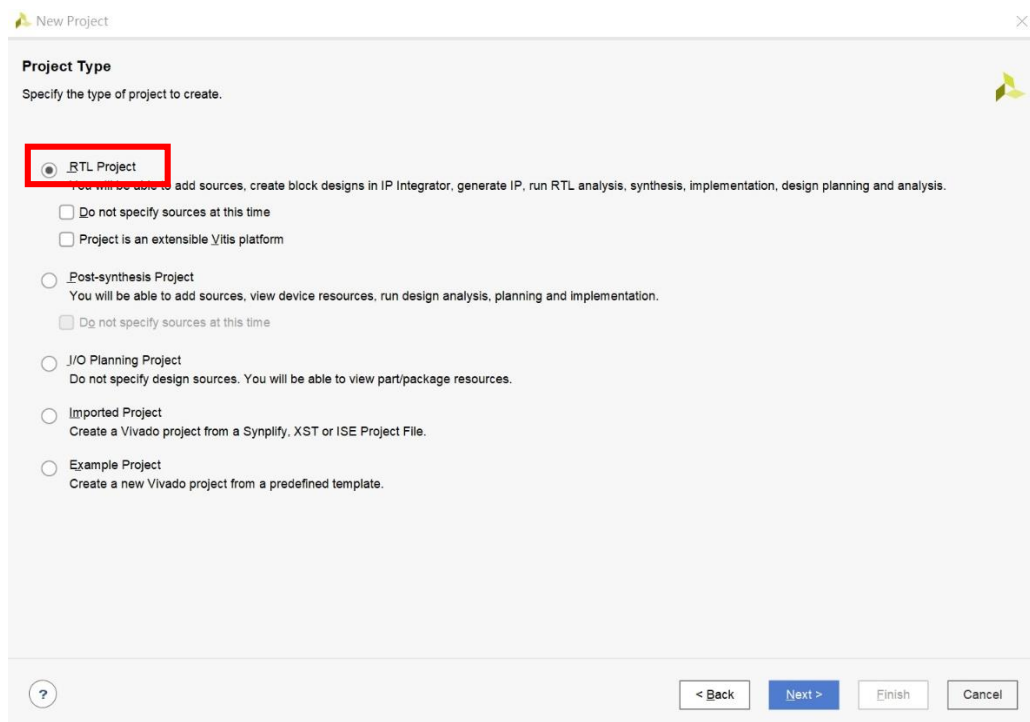 New Project
Project Type
Specify the type of project to create.
RTL Project
You will be able to add sources, create block designs in IP Integrator, generate IP, run RTL analysis, synthesis, implementation, design planning and analysis.
Do not specify sources at this time
Project is an extensible Vitis platform
Post-synthesis Project
You will be able to add sources, view device resources, run design analysis, planning and implementation.
Do not specify sources at this time
I/O Planning Project
Do not specify design sources. You will be able to view part/package resources.
Imported Project
Create a Vivado project from a Synplify, XST or ISE Project File.
Example Project
Create a new Vivado project from a predefined template.
? < Back Next > Finish Cancel